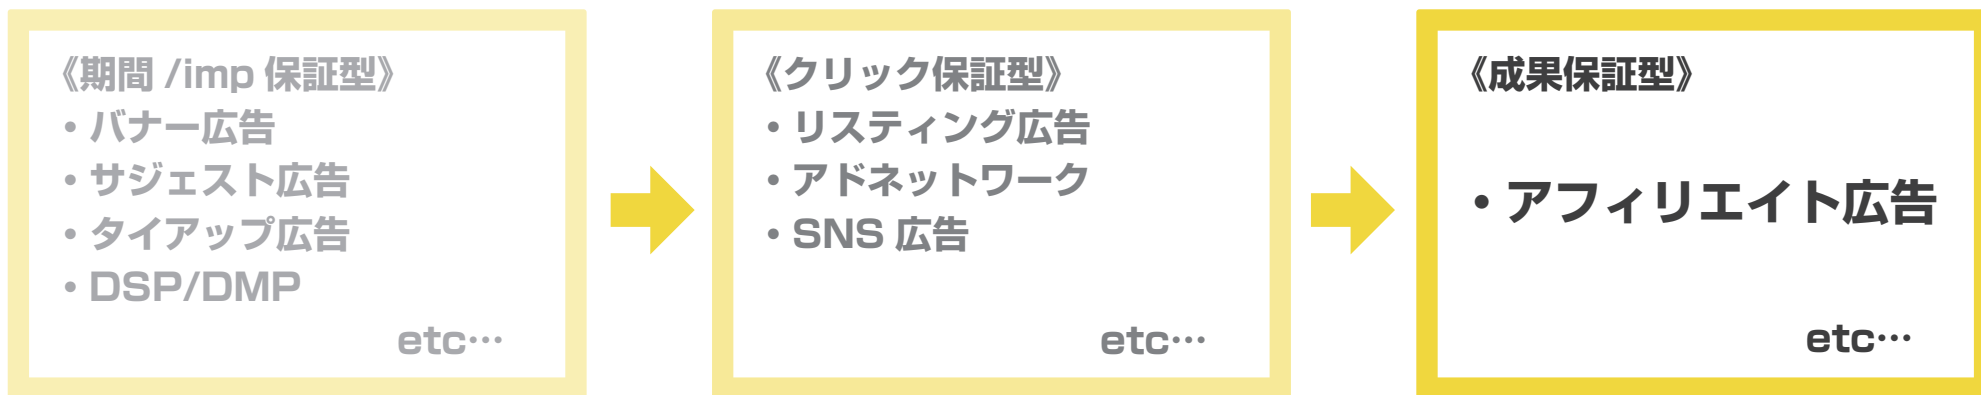 《期間 /imp 保証型》
・バナー広告
・サジェスト広告
・タイアップ広告
・DSP/DMP
etc…
《クリック保証型》
・リスティング広告
・アドネットワーク
・SNS 広告
etc…
《成果保証型》
・アフィリエイト広告
etc…